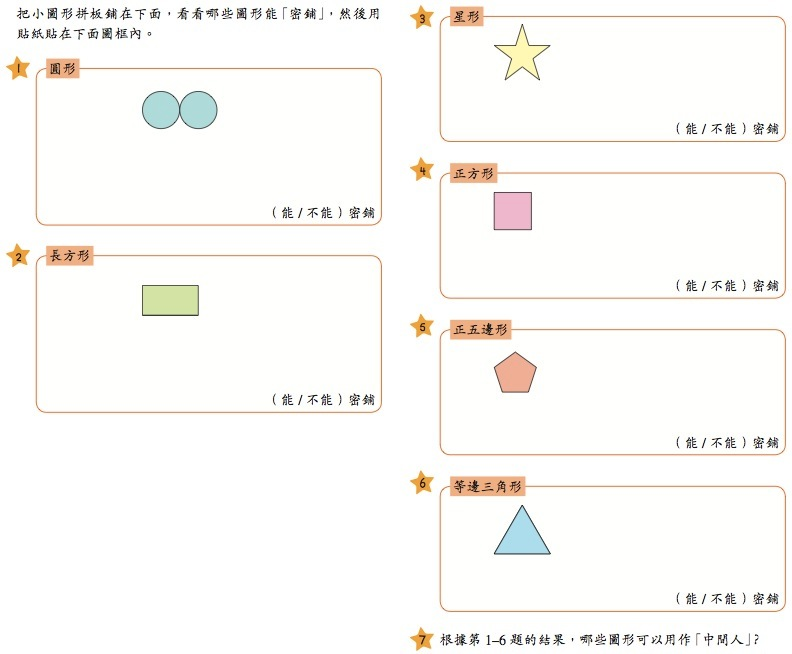 把小圖形拼板鋪在下面，看看哪些圖形能「密鋪」，然後用
貼紙貼在下面圖框內。
1 圓形
（能 / 不能）密鋪
2 長方形
（能 / 不能）密鋪
3 星形
（能 / 不能）密鋪
4 正方形
（能 / 不能）密鋪
5 正五邊形
（能 / 不能）密鋪
6 等邊三角形
（能 / 不能）密鋪
7 根據第 1–6 題的結果，哪些圖形可以用作「中間人」?